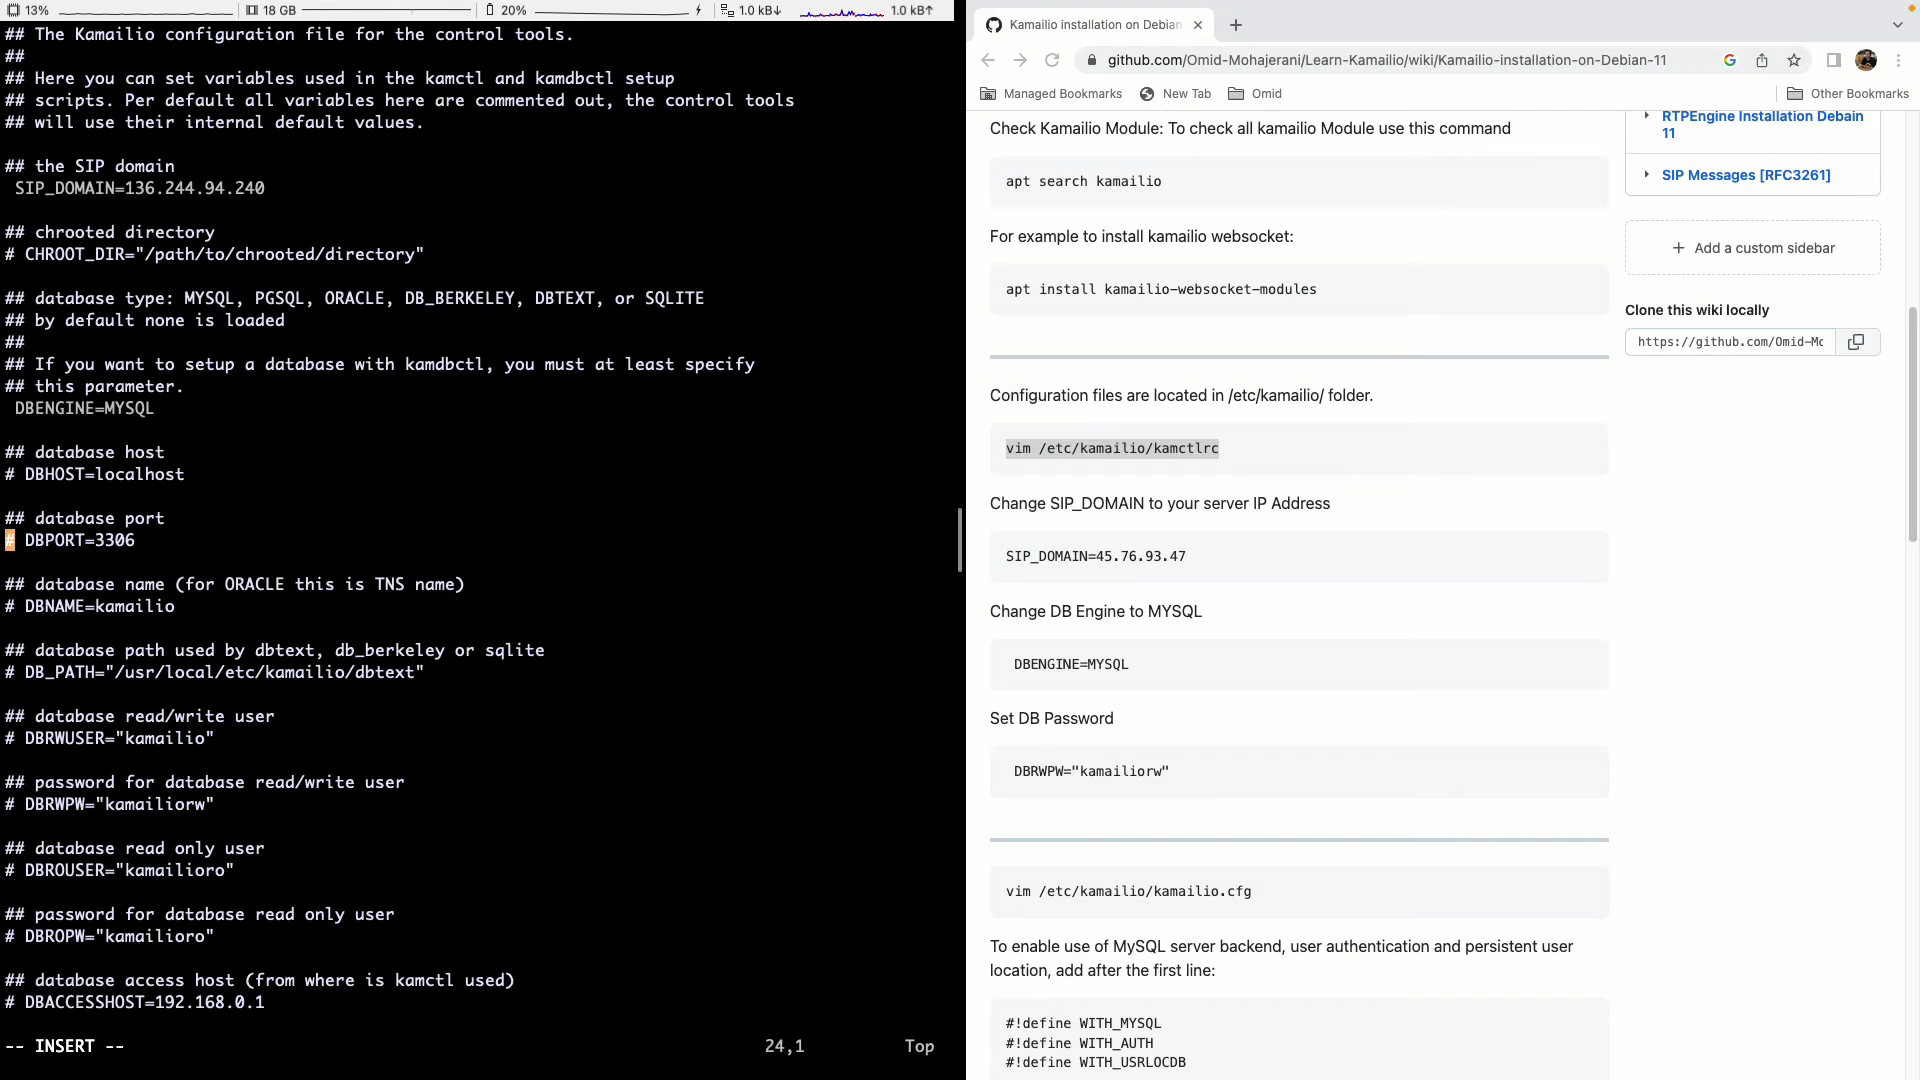 13%
18 GB
20%
1.0 kB↓
1.0 kB↑
## The Kamailio configuration file for the control tools.
##
## Here you can set variables used in the kamctl and kamdbctl setup
## scripts. Per default all variables here are commented out, the control tools
## will use their internal default values.
## the SIP domain
SIP_DOMAIN=136.244.94.240
## chrooted directory
# CHROOT_DIR="/path/to/chrooted/directory"
## database type: MYSQL, PGSQL, ORACLE, DB_BERKELEY, DBTEXT, or SQLITE
## by default none is loaded
##
## If you want to setup a database with kamdbctl, you must at least specify
## this parameter.
DBENGINE=MYSQL
## database host
# DBHOST=localhost
## database port
# DBPORT=3306
## database name (for ORACLE this is TNS name)
# DBNAME=kamailio
## database path used by dbtext, db_berkeley or sqlite
# DB_PATH="/usr/local/etc/kamailio/dbtext"
## database read/write user
# DBRWUSER="kamailio"
## password for database read/write user
# DBRWPW="kamailiorw"
## database read only user
# DBROUSER="kamailioro"
## password for database read only user
# DBROPW="kamailioro"
## database access host (from where is kamctl used)
# DBACCESSHOST=192.168.0.1
-- INSERT -- 24,1 Top
Kamailio installation on Debian
github.com/Omid-Mohajerani/Learn-Kamailio/wiki/Kamailio-installation-on-Debian-11
Managed Bookmarks New Tab Omid Other Bookmarks
Check Kamailio Module: To check all kamailio Module use this command
apt search kamailio
For example to install kamailio websocket:
apt install kamailio-websocket-modules
Configuration files are located in /etc/kamailio/ folder.
vim /etc/kamailio/kamctlrc
Change SIP_DOMAIN to your server IP Address
SIP_DOMAIN=45.76.93.47
Change DB Engine to MYSQL
DBENGINE=MYSQL
Set DB Password
DBRWPW="kamailiorw"
vim /etc/kamailio/kamailio.cfg
To enable use of MySQL server backend, user authentication and persistent user
location, add after the first line:
#!define WITH_MYSQL
#!define WITH_AUTH
#!define WITH_USRLOCDB
RTPEngine Installation Debain
11
SIP Messages [RFC3261]
+ Add a custom sidebar
Clone this wiki locally
https://github.com/Omid-Mc